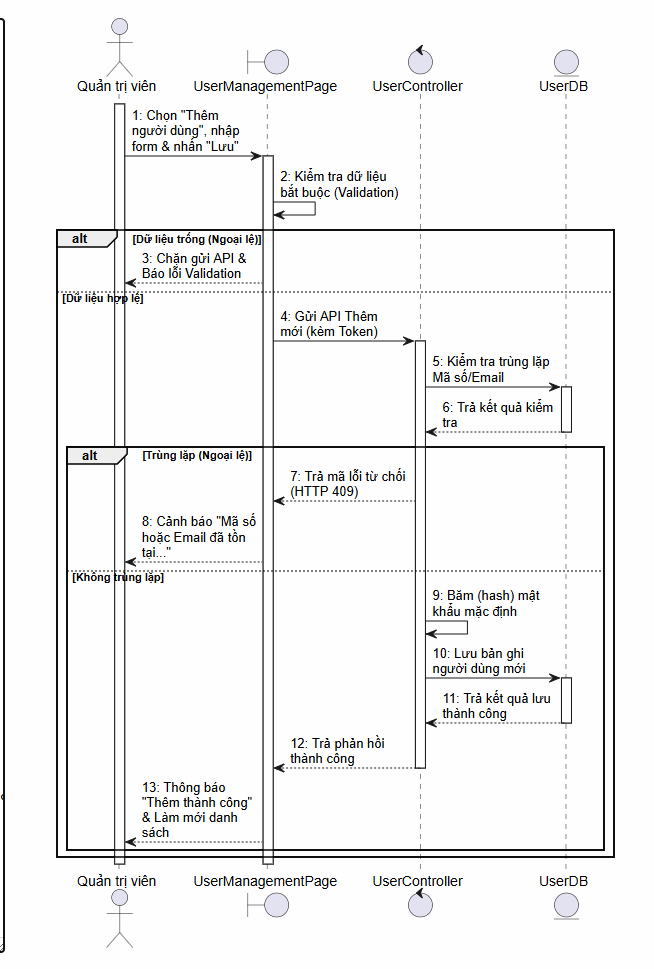 Quản trị viên
UserManagementPage
UserController
UserDB
1: Chọn "Thêm
người dùng", nhập
form & nhấn "Lưu"
2: Kiểm tra dữ liệu
bắt buộc (Validation)
alt
[Dữ liệu trống (Ngoại lệ)]
3: Chặn gửi API &
Báo lỗi Validation
[Dữ liệu hợp lệ]
4: Gửi API Thêm
mới (kèm Token)
5: Kiểm tra trùng lặp
Mã số/Email
6: Trả kết quả kiểm
tra
alt
[Trùng lặp (Ngoại lệ)]
7: Trả mã lỗi từ chối
(HTTP 409)
8: Cảnh báo "Mã số
hoặc Email đã tồn
tại..."
[Không trùng lặp]
9: Băm (hash) mật
khẩu mặc định
10: Lưu bản ghi
người dùng mới
11: Trả kết quả lưu
thành công
12: Trả phản hồi
thành công
13: Thông báo
"Thêm thành công"
& Làm mới danh
sách
Quản trị viên
UserManagementPage
UserController
UserDB